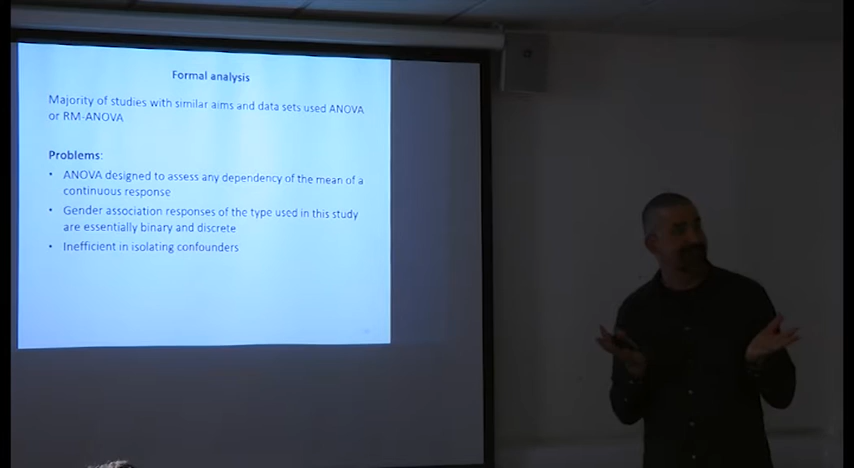 Formal analysis
Majority of studies with similar aims and data sets used ANOVA
or RM-ANOVA
Problems:
• ANOVA designed to assess any dependency of the mean of a
continuous response
• Gender association responses of the type used in this study
are essentially binary and discrete
• Inefficient in isolating confounders